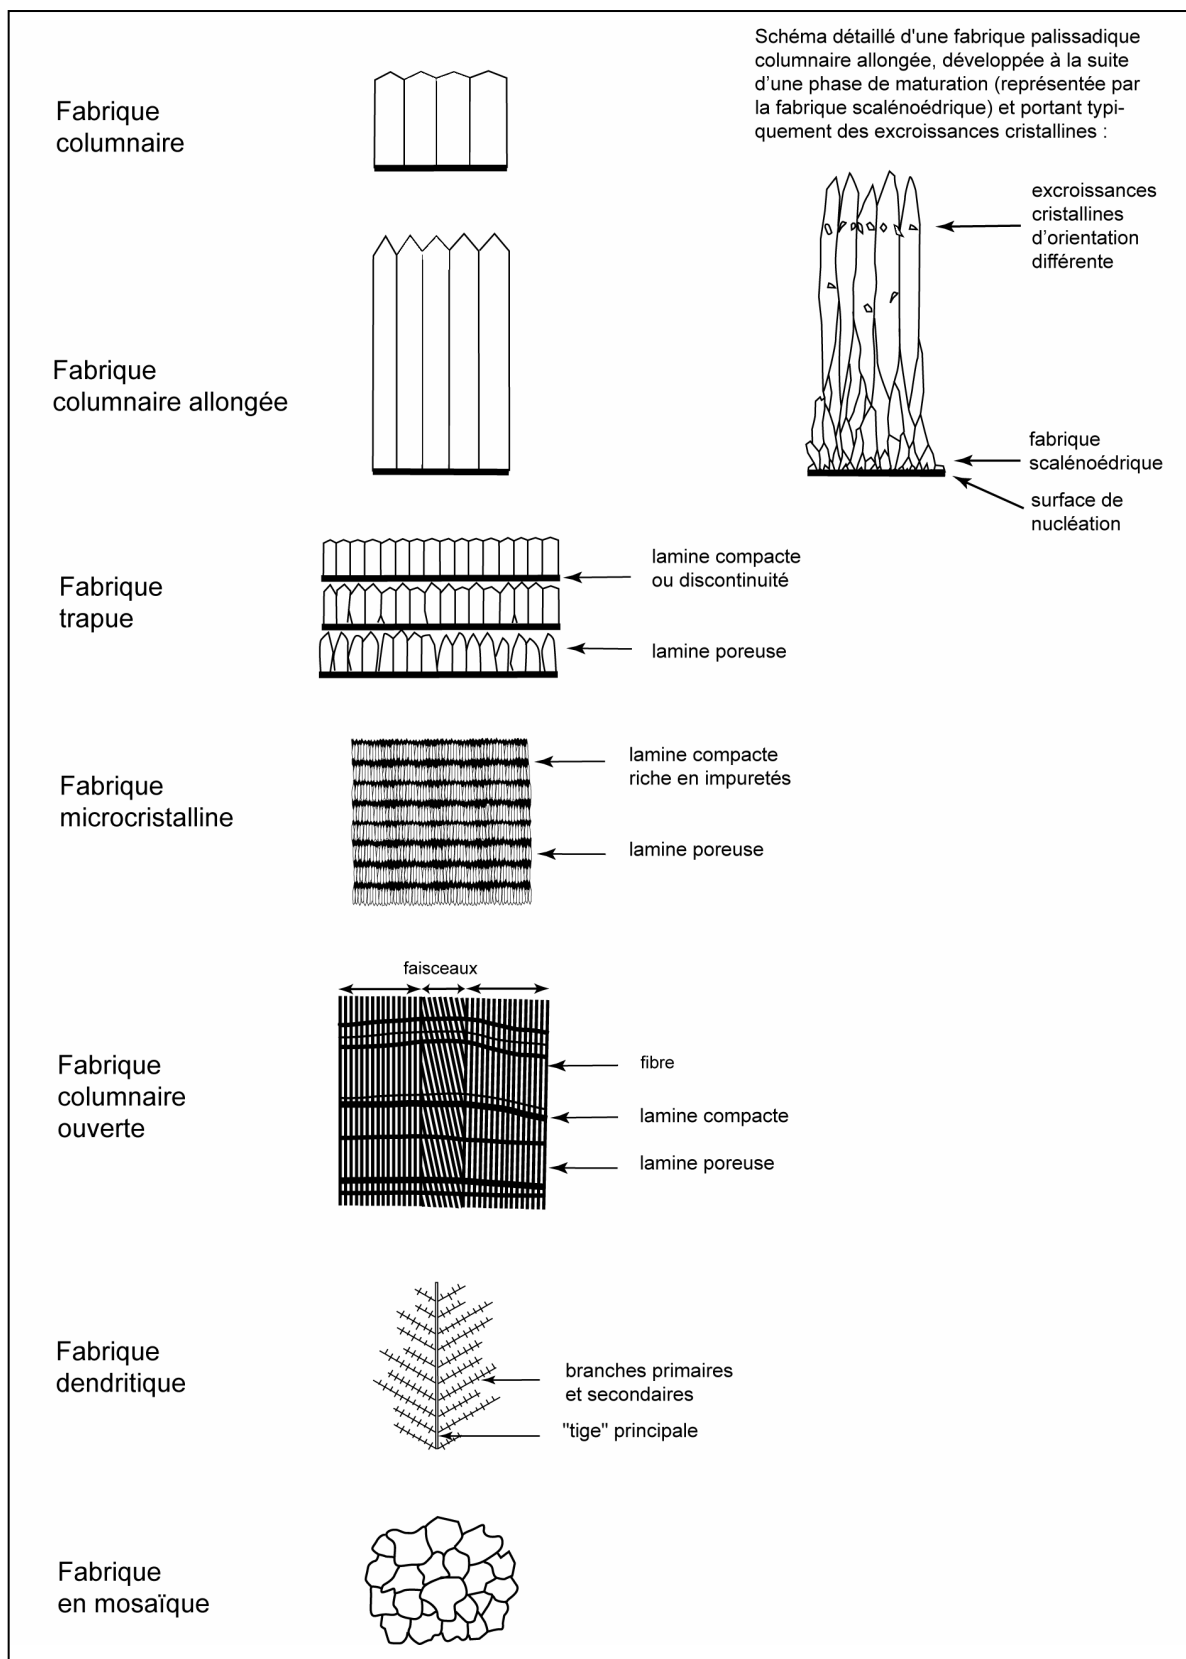 Fabrique
columnaire
Schéma détaillé d'une fabrique palissadique
columnaire allongée, développée à la suite
d'une phase de maturation (représentée par
la fabrique scalénoédrique) et portant typi-
quement des excroissances cristallines :
excroissances
cristallines
d'orientation
différente
Fabrique
columnaire allongée
fabrique
scalénoédrique
surface de
nucléation
Fabrique
trapue
lamine compacte
ou discontinuité
lamine poreuse
Fabrique
microcristalline
lamine compacte
riche en impuretés
lamine poreuse
Fabrique
columnaire
ouverte
faisceaux
fibre
lamine compacte
lamine poreuse
Fabrique
dendritique
branches primaires
et secondaires
"tige" principale
Fabrique
en mosaïque